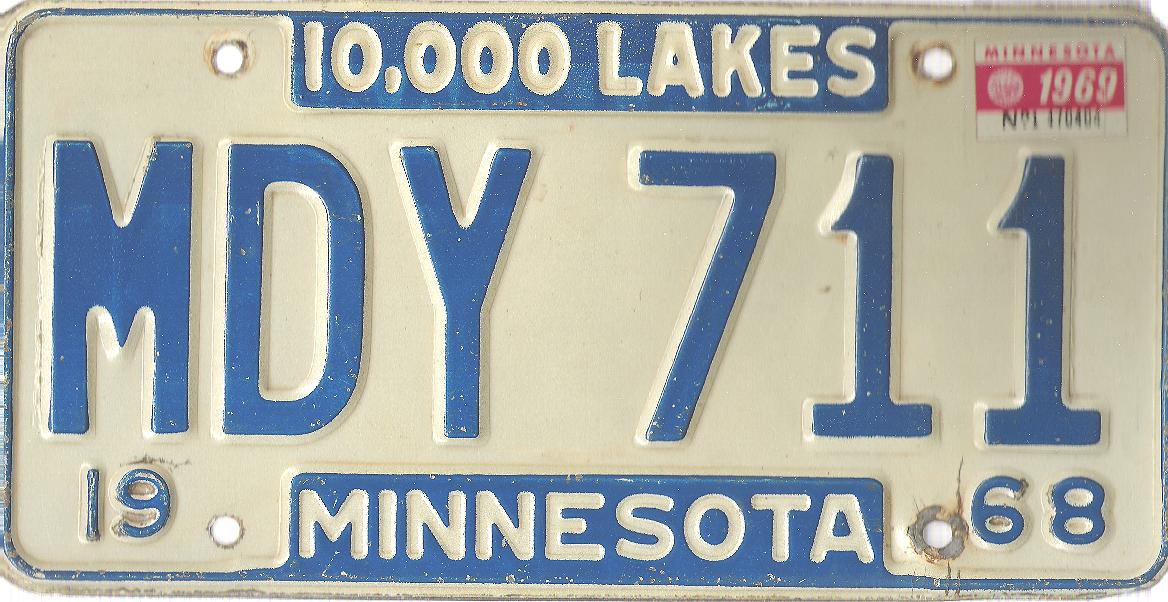 10,000 LAKES
MINNESOTA
1969
MDY 711
19 68
MINNESOTA